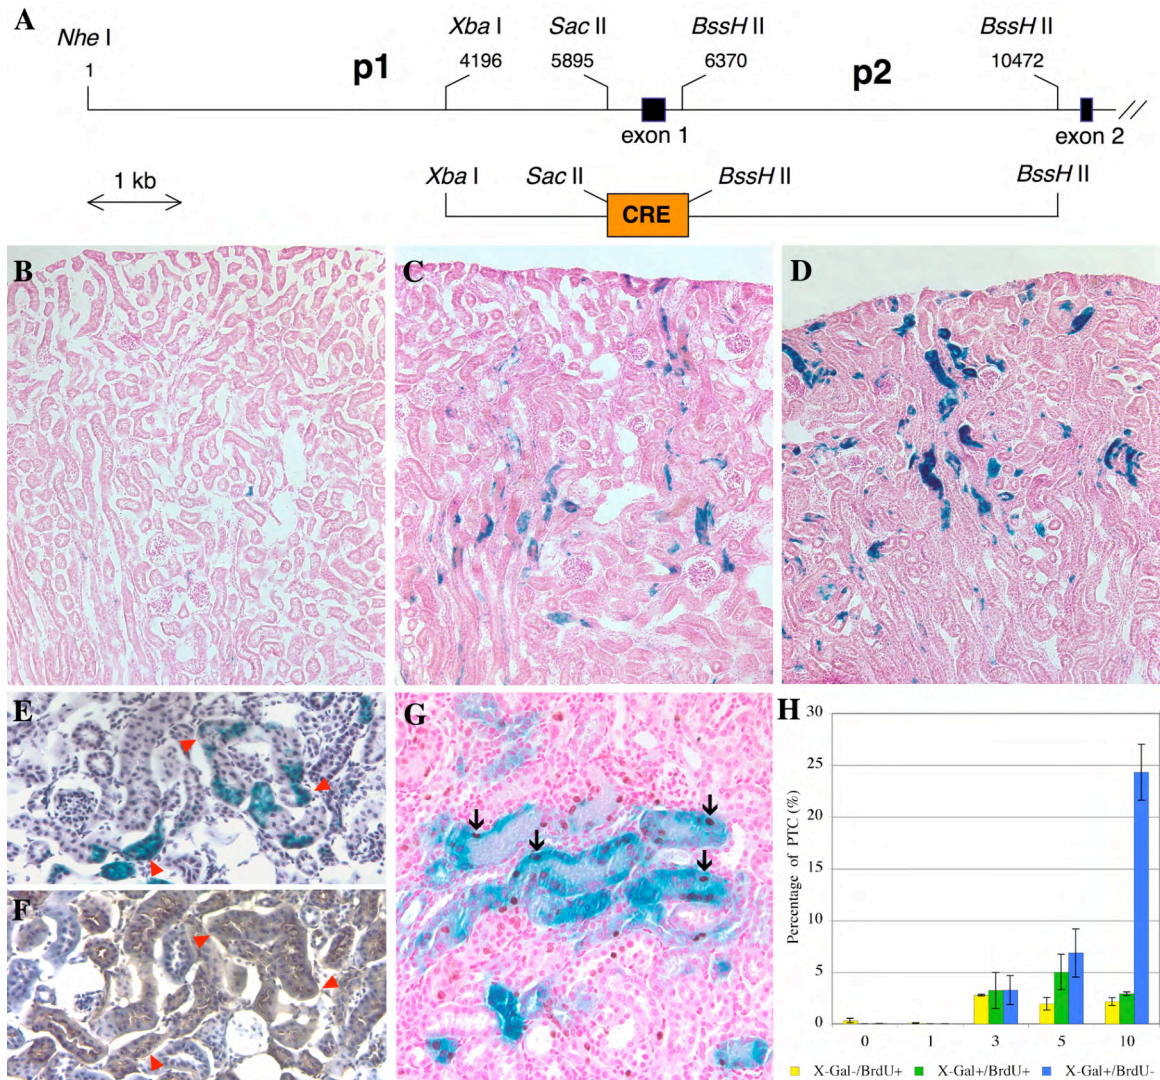 A
Nhe I
1
p1
Xba I
4196
Sac II
5895
BssH II
6370
p2
BssH II
10472
exon 1
exon 2
1 kb
Xba I
Sac II
CRE
BssH II
BssH II
B
C
D
E
F
G
H
Percentage of PTC (%)
30
25
20
15
10
5
0
0 1 3 5 10
X-Gal-/BrdU+ X-Gal+/BrdU+ X-Gal+/BrdU-